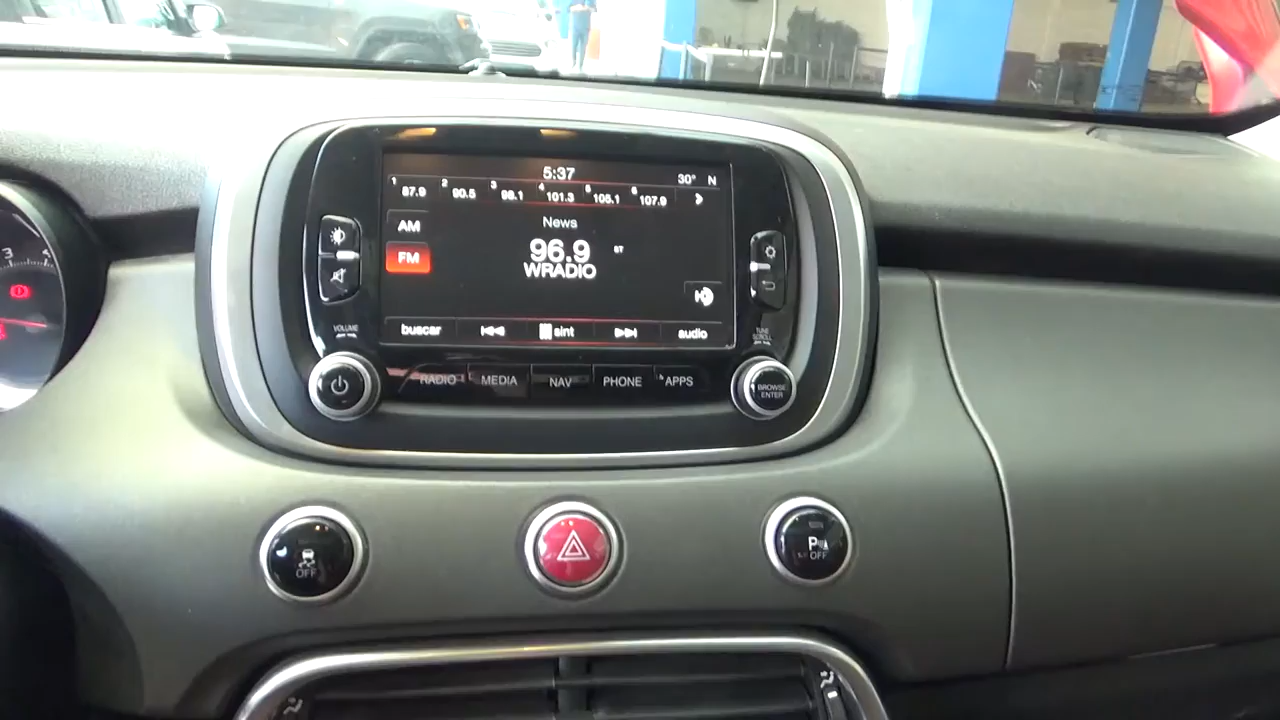 5:37
30° N
1 87.9 2 90.5 3 98.1 4 101.3 5 105.1 6 107.9
AM
News
FM
96.9 ST
WRADIO
buscar sint audio
VOLUME
TUNE
SCROLL
RADIO MEDIA NAV PHONE APPS
BROWSE
ENTER
OFF
P
OFF
3 4